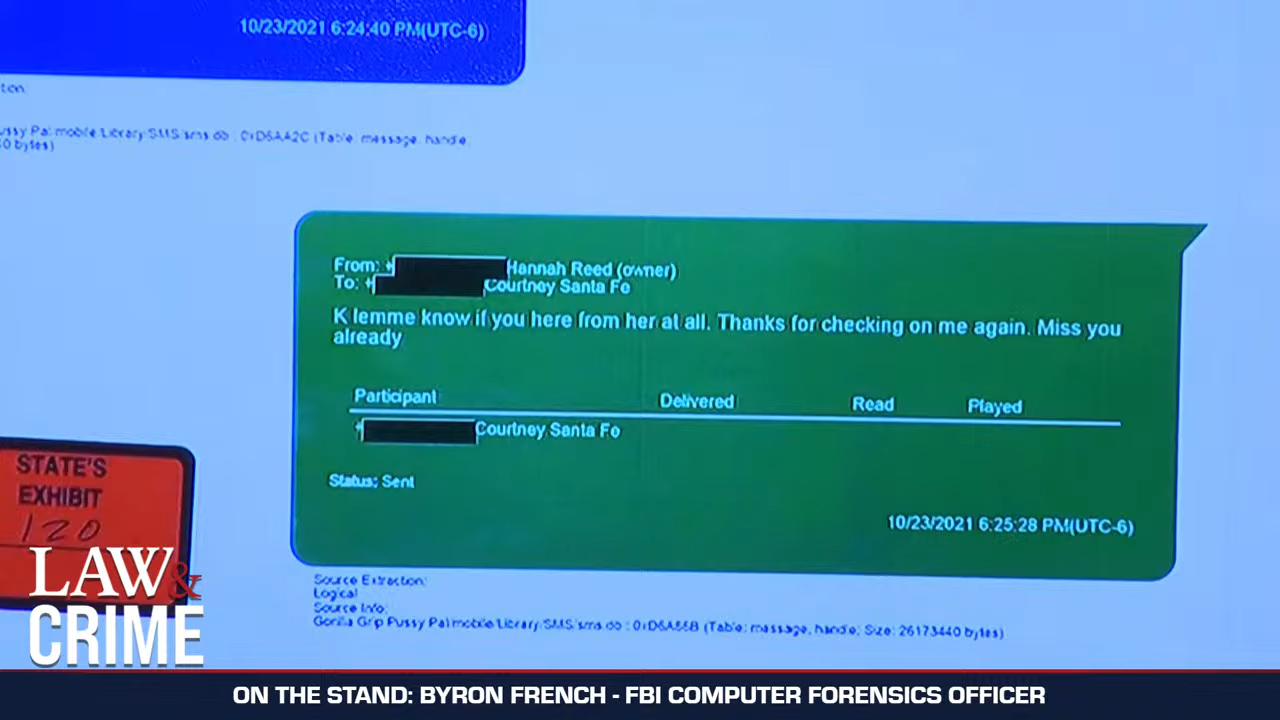 10/23/2021 6:24:40 PM(UTC-6)
mobile/Library/SMS/sms.db : (Table: message, handle,
bytes)
From: + Hannah Reed (owner)
To: + Courtney Santa Fe
K lemme know if you here from her at all. Thanks for checking on me again. Miss you
already
Participant Delivered Read Played
+ Courtney Santa Fe
Status: Sent
10/23/2021 6:25:28 PM(UTC-6)
Source Extraction:
Logical
Source Info:
Gorilla Grip Pussy Pal mobile/Library/SMS/sms.db : (Table: message, handle; Size: 26173440 bytes)
STATE'S
EXHIBIT
120
LAW&
CRIME
ON THE STAND: BYRON FRENCH - FBI COMPUTER FORENSICS OFFICER